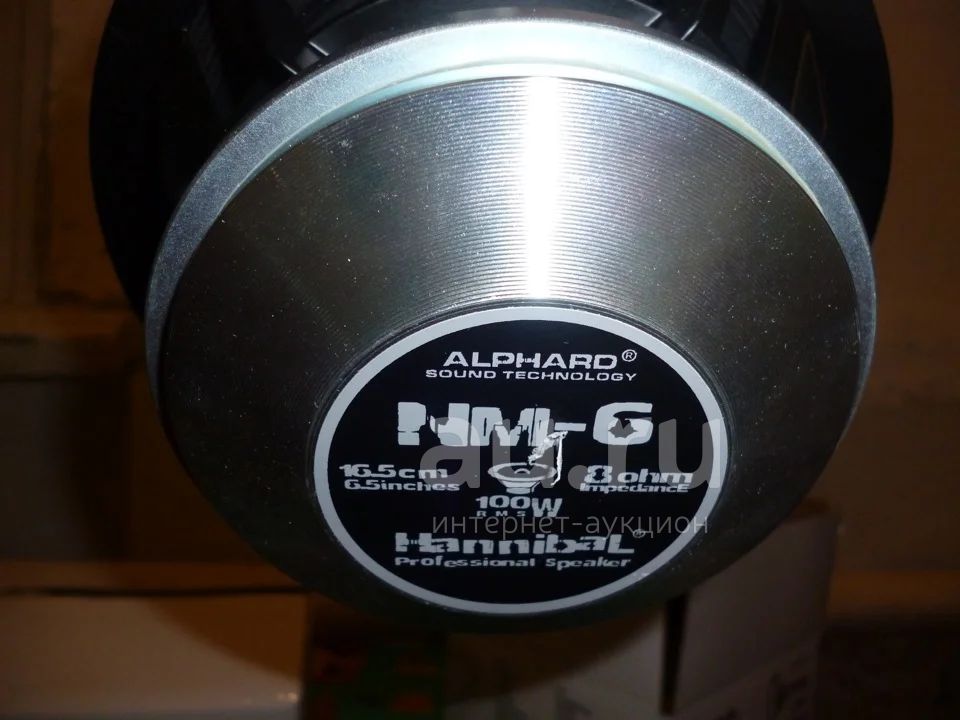 ALPHARD®
SOUND TECHNOLOGY
HM-6
au.ru
16.5cm 8 ohm
6.5inches ImpedancE
100W
RMS
интернет-аукцион
HannibaL®
Professional Speaker